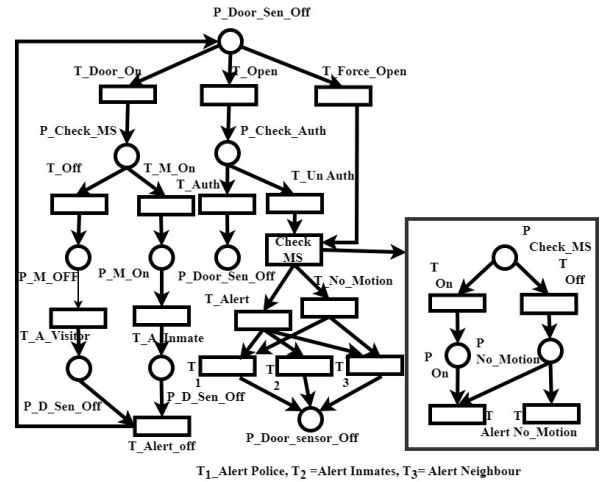 P_Door_Sen_Off
T_Door_On
T_Open
T_Force_Open
P_Check_MS
P_Check_Auth
T_Off
T_M_On
T_Auth
T_Un Auth
Check
MS
P_M_OFF
P_M_On
P_Door_Sen_Off
T_No_Motion
T_Alert
T_A_Visitor
T_A_Inmate
T
1
T
2
T
3
P_D_Sen_Off
P_D_Sen_Off
T_Alert_off
P_Door_sensor_Off
P
Check_MS
T
On
T
Off
P
On
P
No_Motion
T
Alert
T
No_Motion
T1_Alert Police, T2 =Alert Inmates, T3= Alert Neighbour